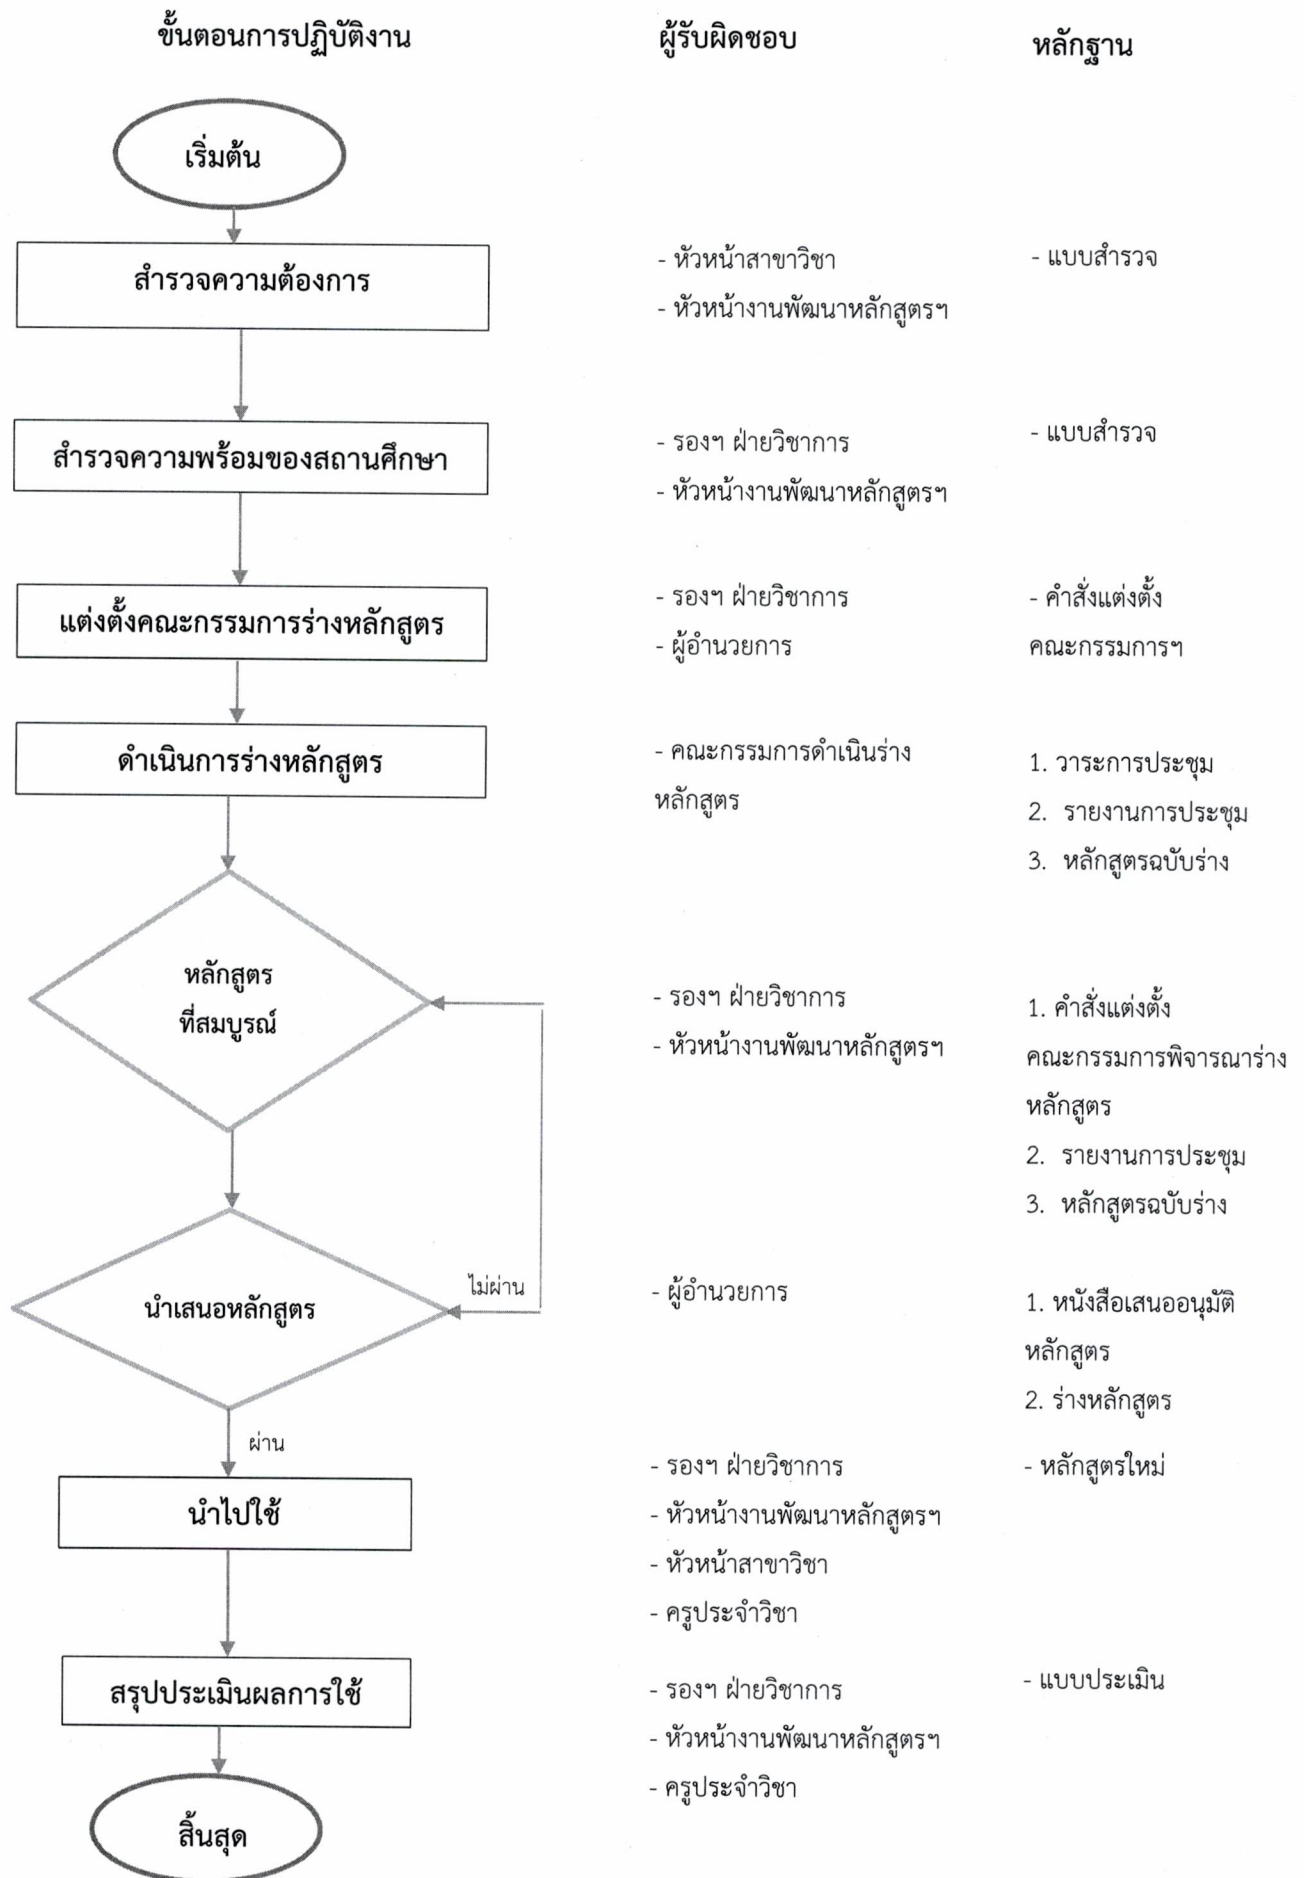 ขั้นตอนการปฏิบัติงาน ผู้รับผิดชอบ หลักฐาน
เริ่มต้น
สำรวจความต้องการ
- หัวหน้าสาขาวิชา
- หัวหน้างานพัฒนาหลักสูตรฯ
- แบบสำรวจ
สำรวจความพร้อมของสถานศึกษา
- รองฯ ฝ่ายวิชาการ
- หัวหน้างานพัฒนาหลักสูตรฯ
- แบบสำรวจ
แต่งตั้งคณะกรรมการร่างหลักสูตร
- รองฯ ฝ่ายวิชาการ
- ผู้อำนวยการ
- คำสั่งแต่งตั้ง
คณะกรรมการฯ
ดำเนินการร่างหลักสูตร
- คณะกรรมการดำเนินร่าง
หลักสูตร
1. วาระการประชุม
2. รายงานการประชุม
3. หลักสูตรฉบับร่าง
หลักสูตร
ที่สมบูรณ์
- รองฯ ฝ่ายวิชาการ
- หัวหน้างานพัฒนาหลักสูตรฯ
1. คำสั่งแต่งตั้ง
คณะกรรมการพิจารณาร่าง
หลักสูตร
2. รายงานการประชุม
3. หลักสูตรฉบับร่าง
นำเสนอหลักสูตร
ไม่ผ่าน
- ผู้อำนวยการ
1. หนังสือเสนออนุมัติ
หลักสูตร
2. ร่างหลักสูตร
ผ่าน
นำไปใช้
- รองฯ ฝ่ายวิชาการ
- หัวหน้างานพัฒนาหลักสูตรฯ
- หัวหน้าสาขาวิชา
- ครูประจำวิชา
- หลักสูตรใหม่
สรุปประเมินผลการใช้
- รองฯ ฝ่ายวิชาการ
- หัวหน้างานพัฒนาหลักสูตรฯ
- ครูประจำวิชา
- แบบประเมิน
สิ้นสุด